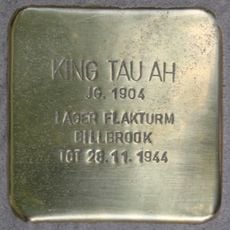 KING TAU AH
JG. 1904
LAGER FLAKTURM
BILLBROOK
TOT 28.11.1944